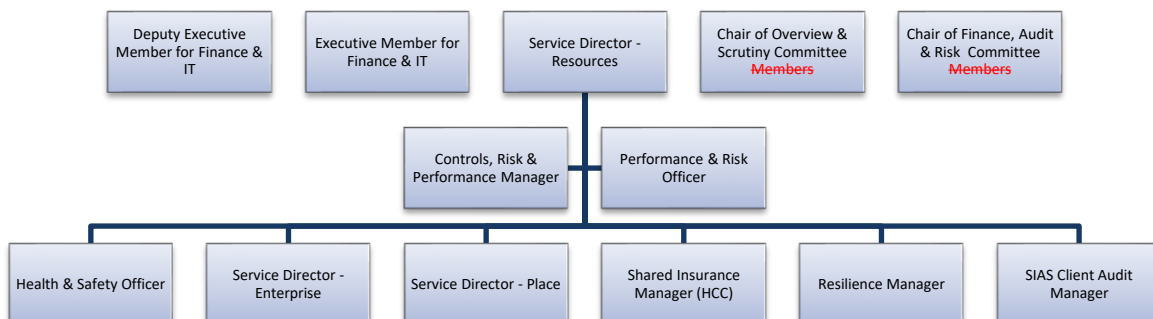 Deputy Executive
Member for Finance &
IT
Executive Member for
Finance & IT
Service Director -
Resources
Chair of Overview &
Scrutiny Committee
Members
Chair of Finance, Audit
& Risk Committee
Members
Controls, Risk &
Performance Manager
Performance & Risk
Officer
Health & Safety Officer
Service Director -
Enterprise
Service Director - Place
Shared Insurance
Manager (HCC)
Resilience Manager
SIAS Client Audit
Manager